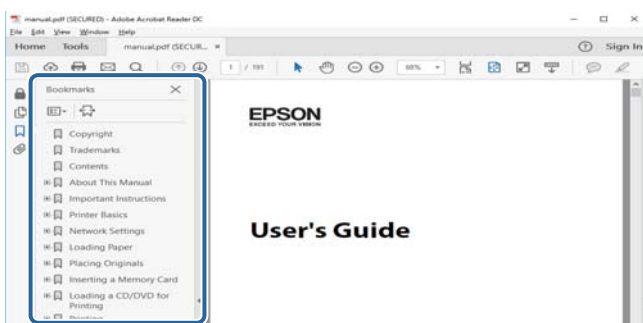 manual.pdf (SECURED) - Adobe Acrobat Reader DC
File Edit View Window Help
Home Tools manual.pdf (SECUR... × Sign In
1 / 191 68%
Bookmarks
Copyright
Trademarks
Contents
About This Manual
Important Instructions
Printer Basics
Network Settings
Loading Paper
Placing Originals
Inserting a Memory Card
Loading a CD/DVD for
Printing
Printing
EPSON
EXCEED YOUR VISION
User's Guide